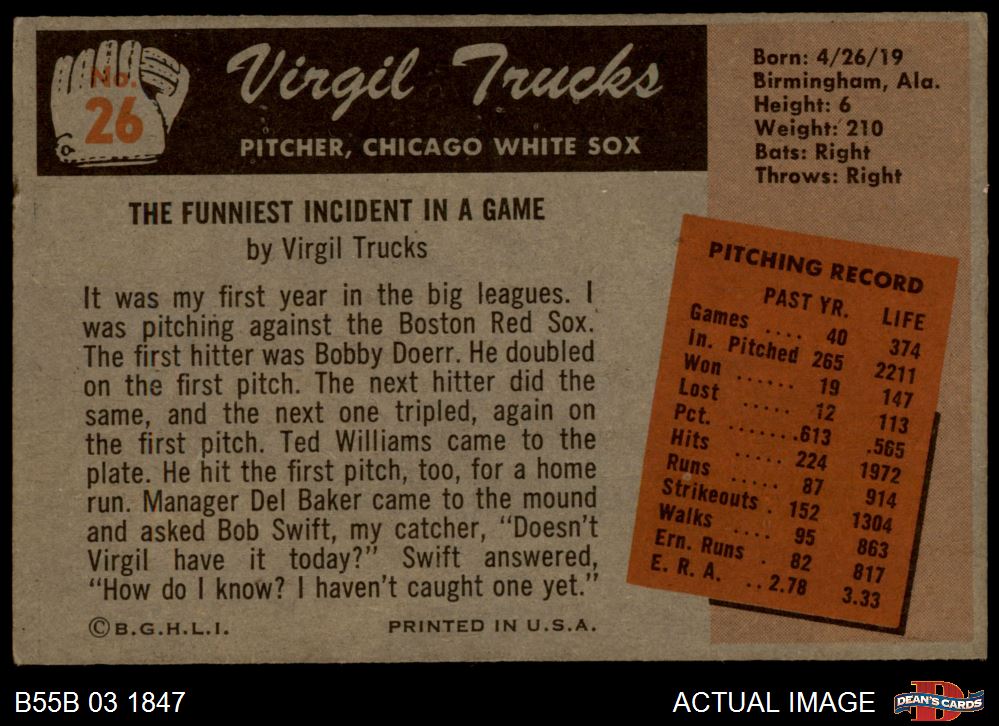 No.
26
Virgil Trucks
PITCHER, CHICAGO WHITE SOX
Born: 4/26/19
Birmingham, Ala.
Height: 6
Weight: 210
Bats: Right
Throws: Right
THE FUNNIEST INCIDENT IN A GAME
by Virgil Trucks
It was my first year in the big leagues. I
was pitching against the Boston Red Sox.
The first hitter was Bobby Doerr. He doubled
on the first pitch. The next hitter did the
same, and the next one tripled, again on
the first pitch. Ted Williams came to the
plate. He hit the first pitch, too, for a home
run. Manager Del Baker came to the mound
and asked Bob Swift, my catcher, "Doesn't
Virgil have it today?" Swift answered,
"How do I know? I haven't caught one yet."
©B.G.H.L.I. PRINTED IN U.S.A.
PITCHING RECORD
PAST YR. LIFE
Games .... 40 374
In. Pitched 265 2211
Won ...... 19 147
Lost ..... 12 113
Pct. .......613 .565
Hits ..... 224 1972
Runs ..... 87 914
Strikeouts . 152 1304
Walks .... 95 863
Ern. Runs . 82 817
E. R. A. .. 2.78 3.33
B55B 03 1847 ACTUAL IMAGE DEAN'S CARDS